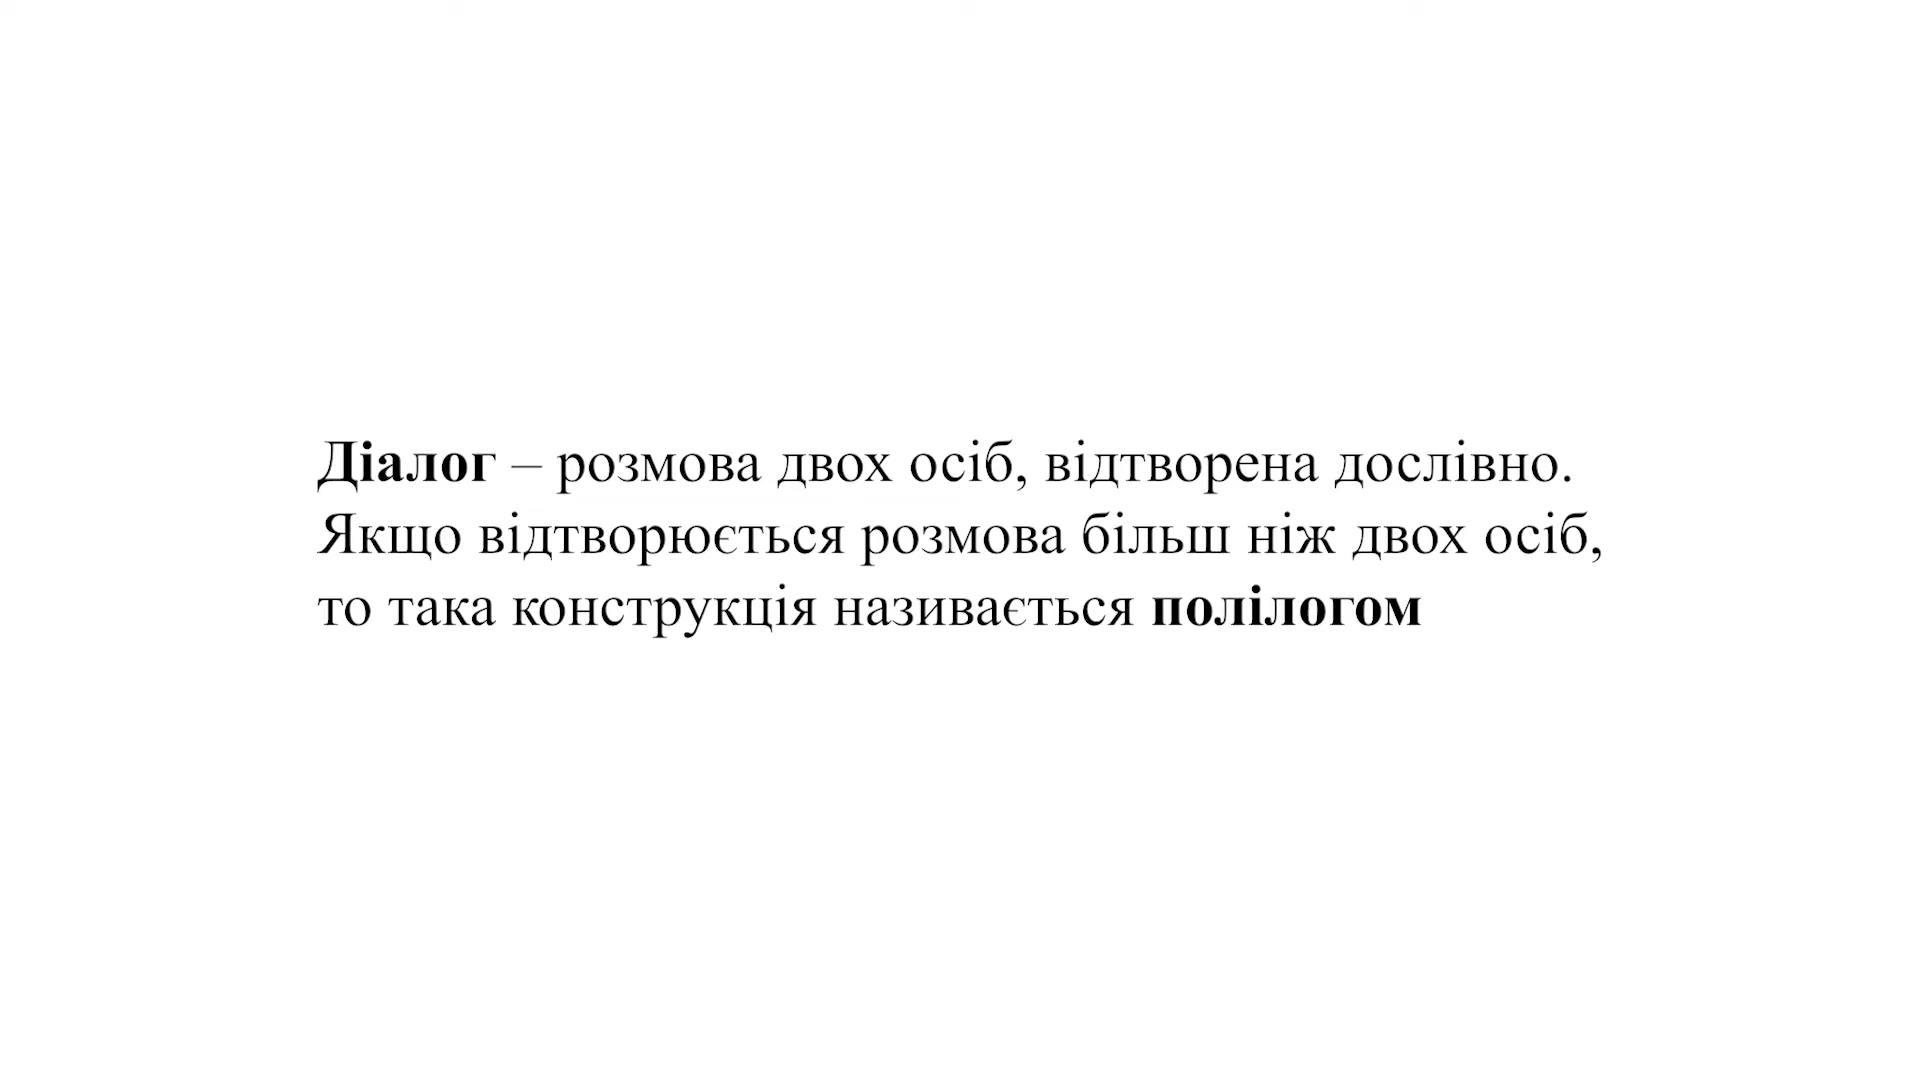 Діалог – розмова двох осіб, відтворена дослівно.
Якщо відтворюється розмова більш ніж двох осіб,
то така конструкція називається полілогом